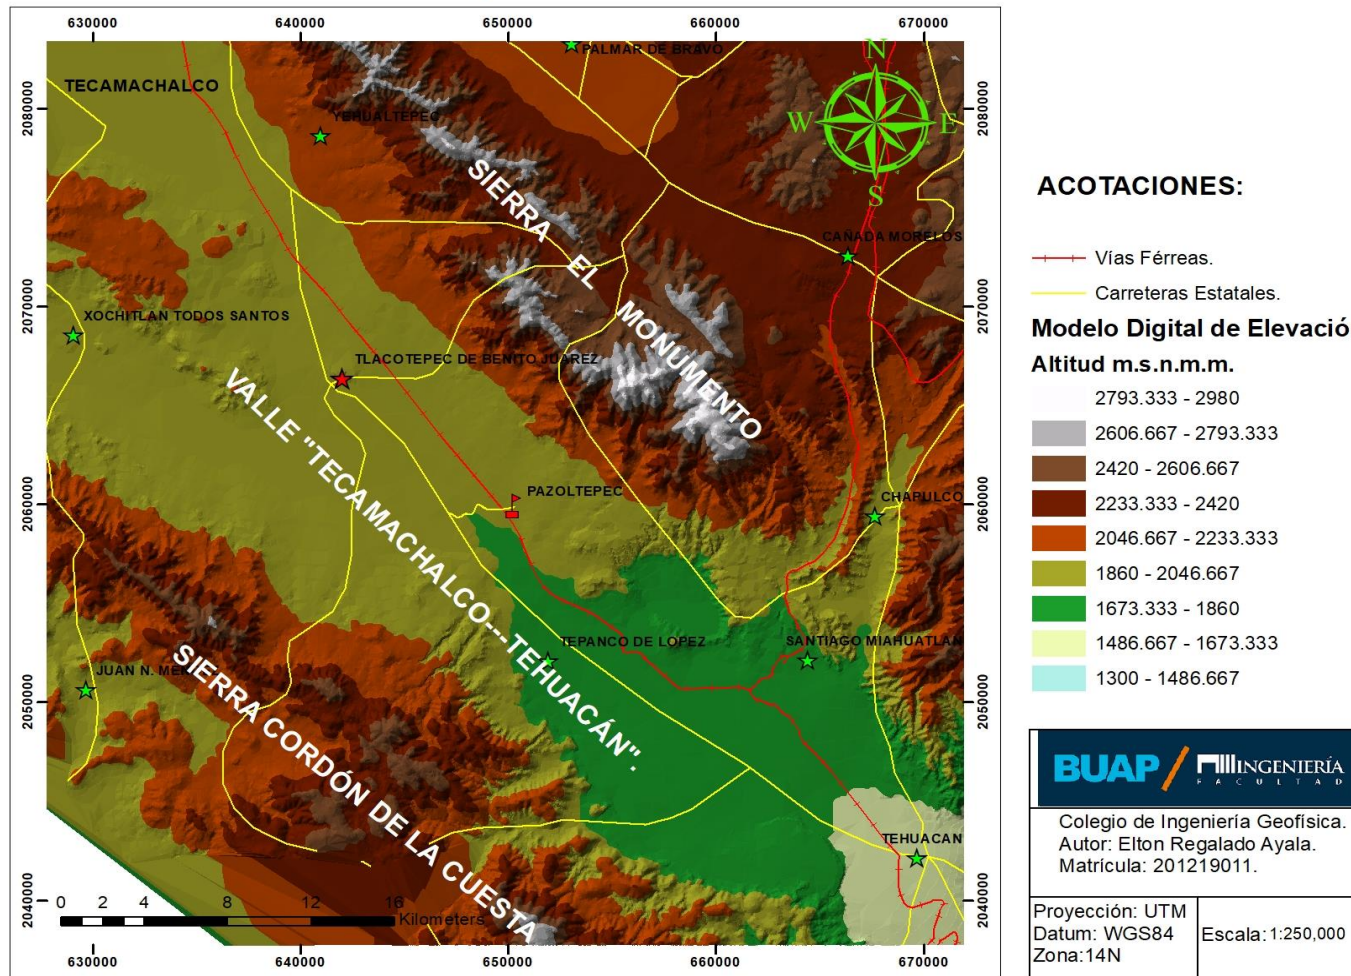 630000 640000 650000 660000 670000
PALMAR DE BRAVO
N
TECAMACHALCO
2080000 2080000
YEHUALTEPEC
W E
S
SIERRA EL MONUMENTO
CAÑADA MORELOS
2070000 2070000
XOCHITLAN TODOS SANTOS
TLACOTEPEC DE BENITO JUAREZ
VALLE "TECAMACHALCO---TEHUACÁN".
PAZOLTEPEC
CHAPULCO
2060000 2060000
TEPANCO DE LOPEZ
SANTIAGO MIAHUATLAN
JUAN N. MEN
2050000 2050000
SIERRA CORDÓN DE LA CUESTA
TEHUACAN
2040000 2040000
0 2 4 8 12 16
Kilometers
630000 640000 650000 660000 670000
ACOTACIONES:
Vías Férreas.
Carreteras Estatales.
Modelo Digital de Elevació
Altitud m.s.n.m.m.
2793.333 - 2980
2606.667 - 2793.333
2420 - 2606.667
2233.333 - 2420
2046.667 - 2233.333
1860 - 2046.667
1673.333 - 1860
1486.667 - 1673.333
1300 - 1486.667
BUAP INGENIERÍA
FACULTAD
Colegio de Ingeniería Geofísica.
Autor: Elton Regalado Ayala.
Matrícula: 201219011.
Proyección: UTM
Datum: WGS84
Zona:14N
Escala:1:250,000